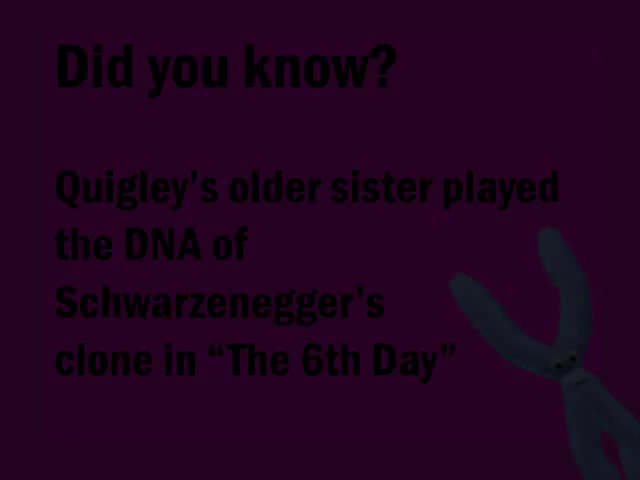 Did you know?
Quigley's older sister played
the DNA of
Schwarzenegger's
clone in “The 6th Day”